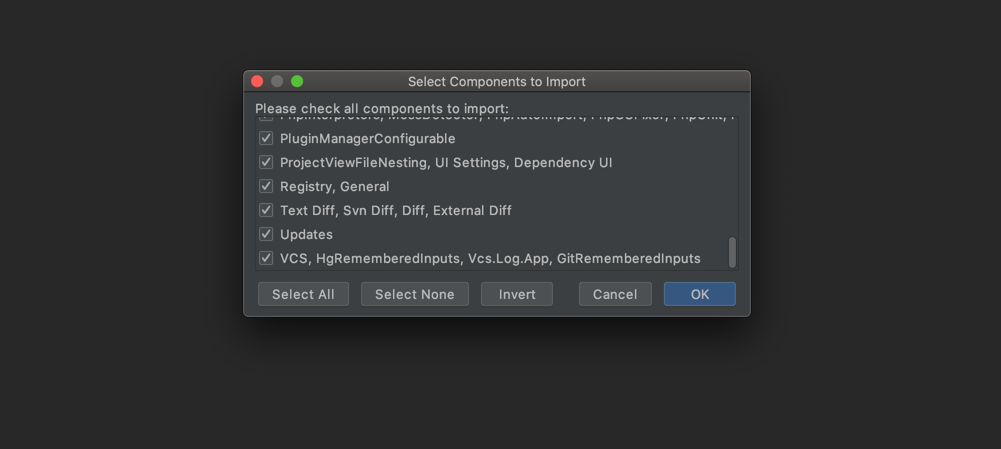 Select Components to Import
Please check all components to import:
PluginManagerConfigurable
ProjectViewFileNesting, UI Settings, Dependency UI
Registry, General
Text Diff, Svn Diff, Diff, External Diff
Updates
VCS, HgRememberedInputs, Vcs.Log.App, GitRememberedInputs
Select All Select None Invert Cancel OK